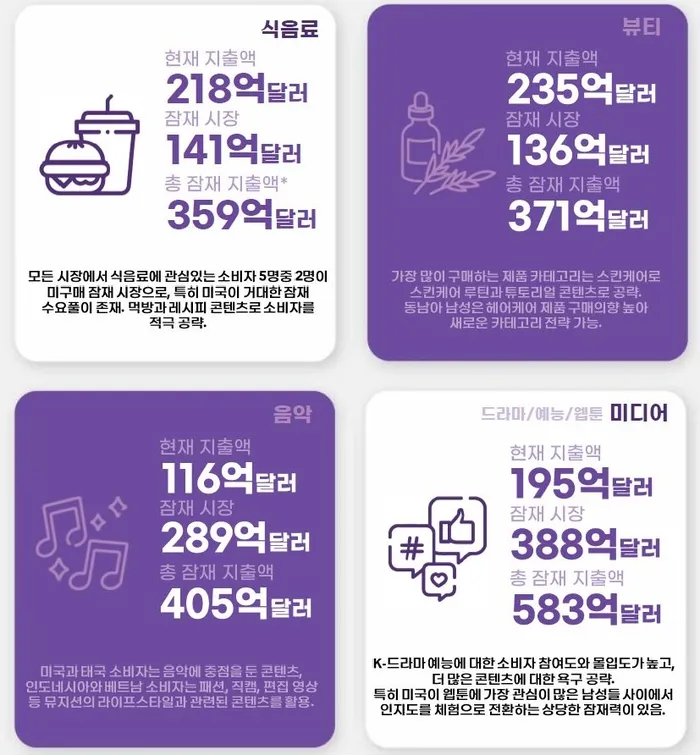 식음료
현재 지출액
218억달러
잠재 시장
141억달러
총 잠재 지출액*
359억달러
모든 시장에서 식음료에 관심있는 소비자 5명중 2명이
미구매 잠재 시장으로, 특히 미국이 거대한 잠재
수요풀이 존재. 먹방과 레시피 콘텐츠로 소비자를
적극 공략.
뷰티
현재 지출액
235억달러
잠재 시장
136억달러
총 잠재 지출액
371억달러
가장 많이 구매하는 제품 카테고리는 스킨케어로
스킨케어 루틴과 튜토리얼 콘텐츠로 공략.
동남아 남성은 헤어케어 제품 구매의향 높아
새로운 카테고리 전략 가능.
음악
현재 지출액
116억달러
잠재 시장
289억달러
총 잠재 지출액
405억달러
미국과 태국 소비자는 음악에 중점을 둔 콘텐츠,
인도네시아와 베트남 소비자는 패션, 직캠, 편집 영상
등 뮤지션의 라이프스타일과 관련된 콘텐츠를 활용.
드라마/예능/웹툰 미디어
현재 지출액
195억달러
잠재 시장
388억달러
총 잠재 지출액
583억달러
#
K-드라마 예능에 대한 소비자 참여도와 몰입도가 높고,
더 많은 콘텐츠에 대한 욕구 공략.
특히 미국이 웹툰에 가장 관심이 많은 남성들 사이에서
인지도를 체험으로 전환하는 상당한 잠재력이 있음.